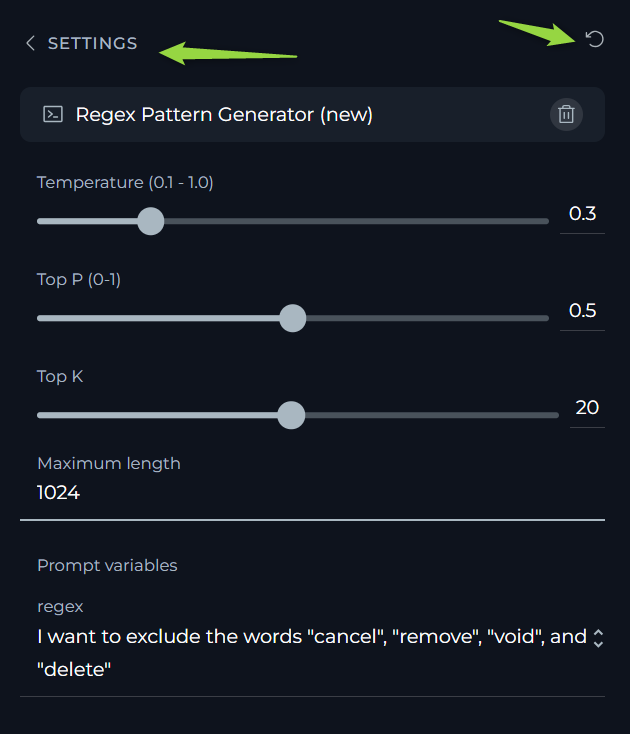 SETTINGS
Regex Pattern Generator (new)
Temperature (0.1 - 1.0)
0.3
Top P (0-1)
0.5
Top K
20
Maximum length
1024
Prompt variables
regex
I want to exclude the words "cancel", "remove", "void", and
"delete"